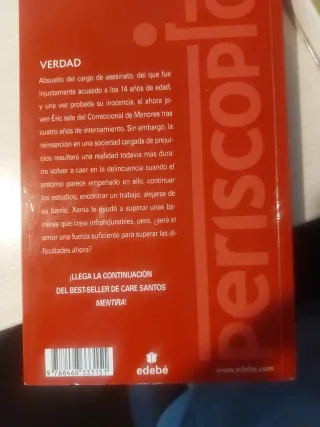 VERDAD
Absuelto del cargo de asesinato, del que fue
injustamente acusado a los 14 años de edad,
y una vez probada su inocencia, el ahora jo-
ven Éric sale del Correccional de Menores tras
cuatro años de internamiento. Sin embargo, la
reinserción en una sociedad cargada de prejui-
cios resultará una realidad todavía más dura:
no volver a caer en la delincuencia cuando el
entorno parece empeñado en ello, continuar
los estudios, encontrar un trabajo, alejarse de
su barrio. Xenia le ayudó a superar unas ba-
rreras que creía infranqueables, pero, ¿será el
amor una fuerza suficiente para superar las di-
ficultades ahora?
¡LLEGA LA CONTINUACIÓN
DEL BEST-SELLER DE CARE SANTOS
MENTIRA!
9 788468 333151
edebé
www.edebe.com
periscopio